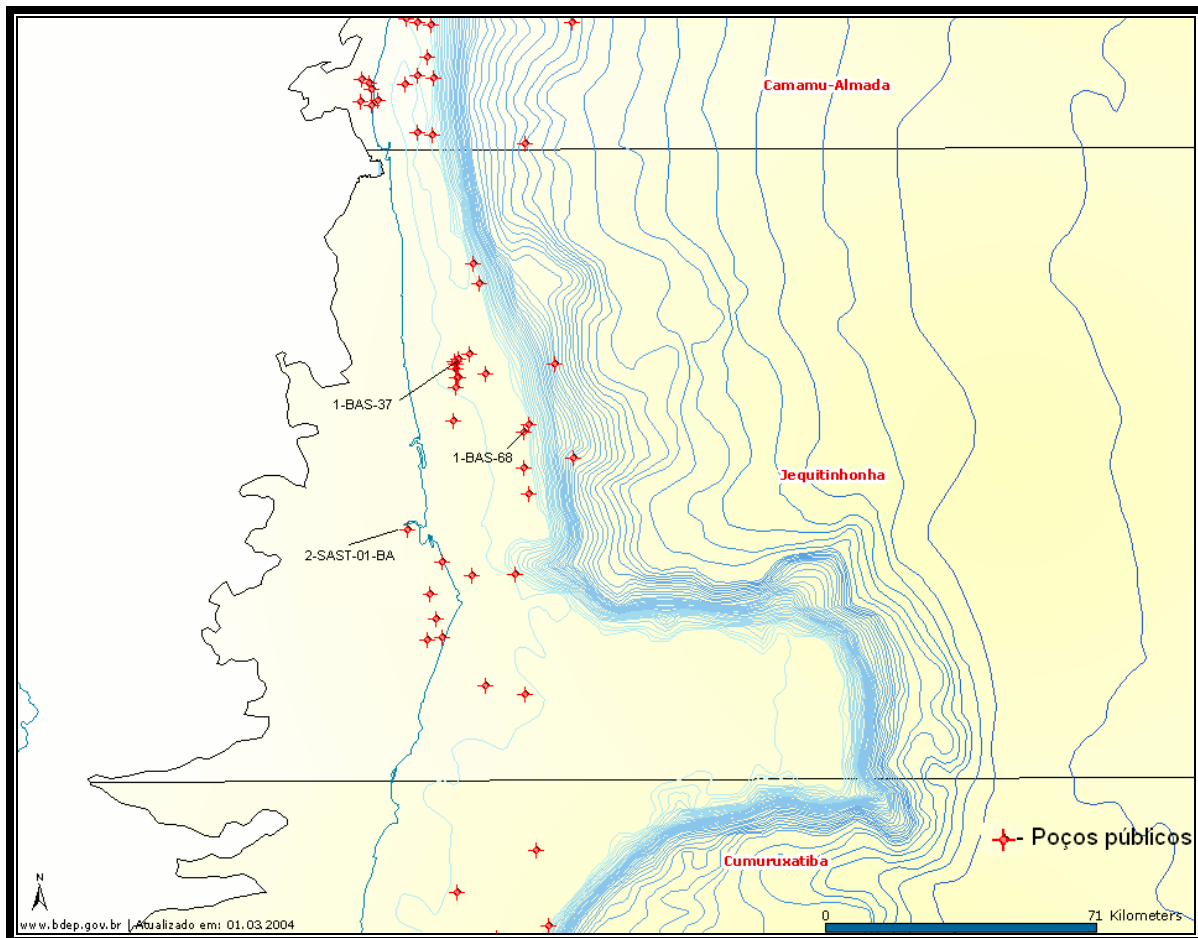 Camamu-Almada
1-BAS-37
1-BAS-68
Jequitinhonha
2-SAST-01-BA
- Poços públicos
Cumuruxatiba
N
0 71 Kilometers
www.bdep.gov.br | Atualizado em: 01.03.2004